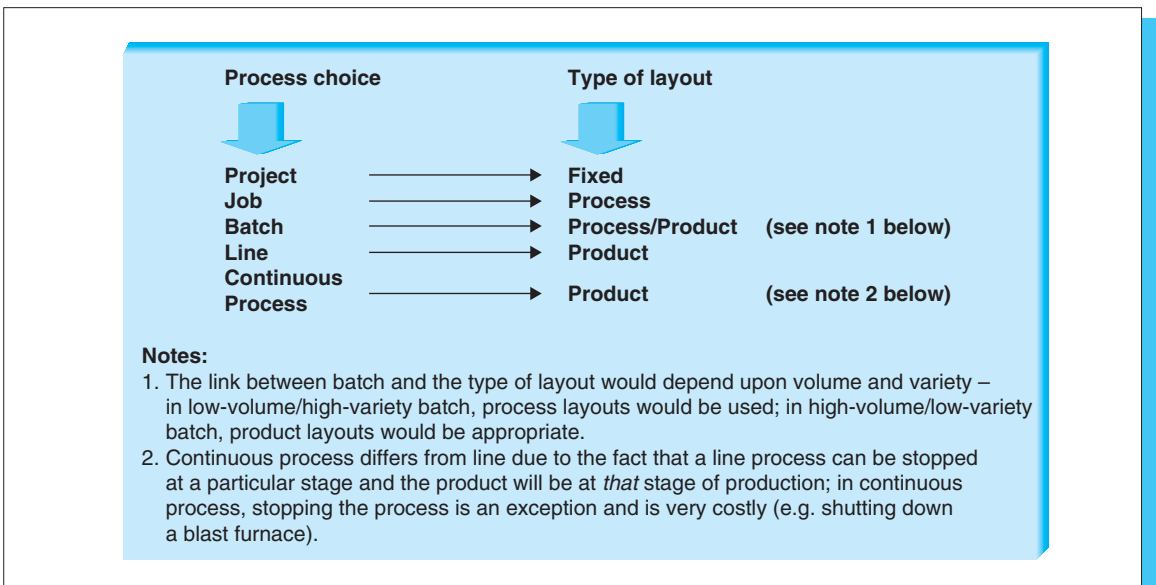 Process choice Type of layout
Project Fixed
Job Process
Batch Process/Product (see note 1 below)
Line Product
Continuous
Process Product (see note 2 below)
Notes:
1. The link between batch and the type of layout would depend upon volume and variety –
in low-volume/high-variety batch, process layouts would be used; in high-volume/low-variety
batch, product layouts would be appropriate.
2. Continuous process differs from line due to the fact that a line process can be stopped
at a particular stage and the product will be at that stage of production; in continuous
process, stopping the process is an exception and is very costly (e.g. shutting down
a blast furnace).